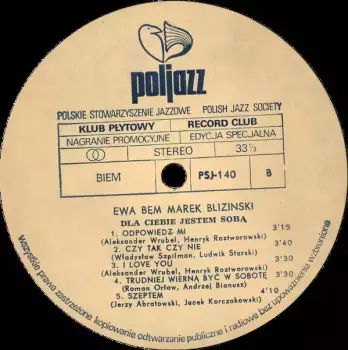 poljazz
POLSKIE STOWARZYSZENIE JAZZOWE POLISH JAZZ SOCIETY
KLUB PŁYTOWY RECORD CLUB
NAGRANIE PROMOCYJNE EDYCJA SPECJALNA
STEREO 33⅓
BIEM PSJ-140 B
EWA BEM MAREK BLIZINSKI
DLA CIEBIE JESTEM SOBĄ
1. ODPOWIEDZ MI 3'15
(Aleksander Wrubel, Henryk Rostworowski)
2. CZY TAK CZY NIE 3'40
(Władysław Szpilman, Ludwik Starski)
3. I LOVE YOU 3'30
(Aleksander Wrubel, Henryk Roztworowski)
4. TRUDNIEJ WIERNĄ BYĆ W SOBOTĘ 3'30
(Roman Orłow, Andrzej Bianusz)
5. SZEPTEM 4'10
(Jerzy Abratowski, Jacek Korczakowski)
wszystkie prawa zastrzeżone kopiowanie odtwarzanie publiczne i radiowe bez upoważnienia wzbronione